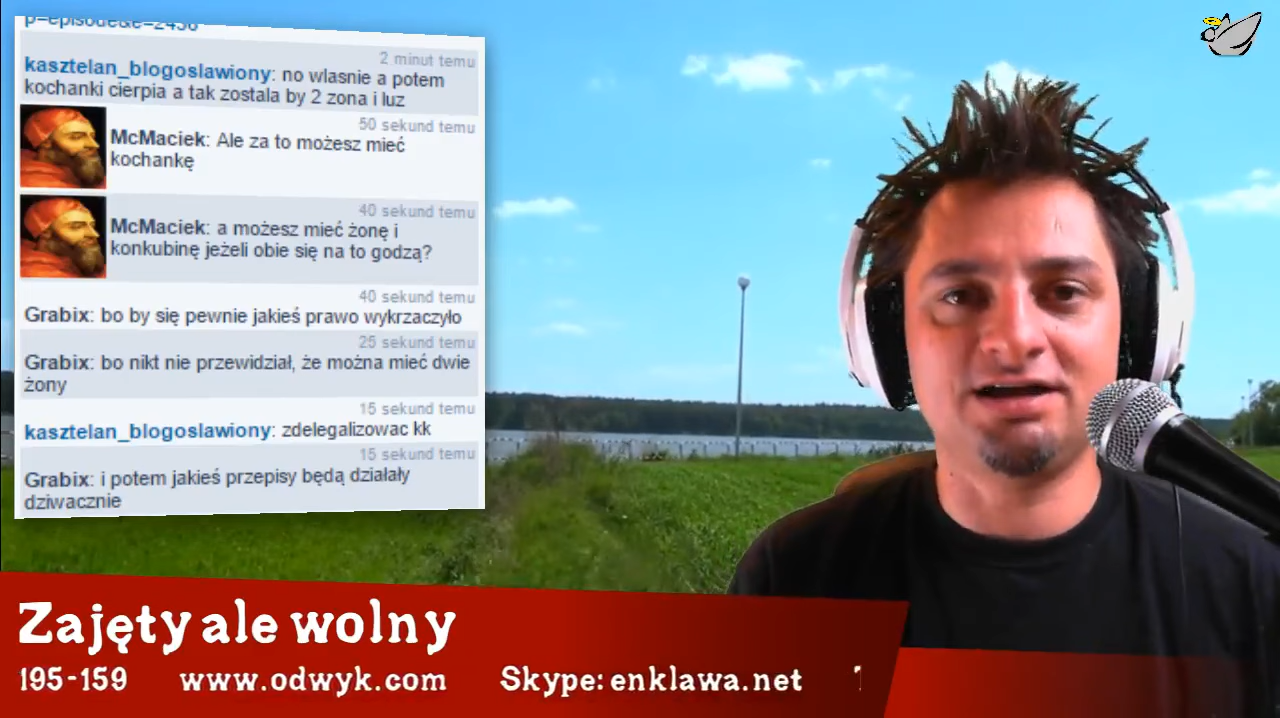 p=episode&e=2436
2 minut temu
kasztelan_blogoslawiony: no wlasnie a potem
kochanki cierpia a tak zostala by 2 zona i luz
50 sekund temu
McMaciek: Ale za to możesz mieć
kochankę
40 sekund temu
McMaciek: a możesz mieć żonę i
konkubinę jeżeli obie się na to godzą?
40 sekund temu
Grabix: bo by się pewnie jakieś prawo wykrzaczyło
25 sekund temu
Grabix: bo nikt nie przewidział, że można mieć dwie
żony
15 sekund temu
kasztelan_blogoslawiony: zdelegalizowac kk
15 sekund temu
Grabix: i potem jakieś przepisy będą działały
dziwacznie
Zajęty ale wolny
195-159 www.odwyk.com Skype: enklawa.net